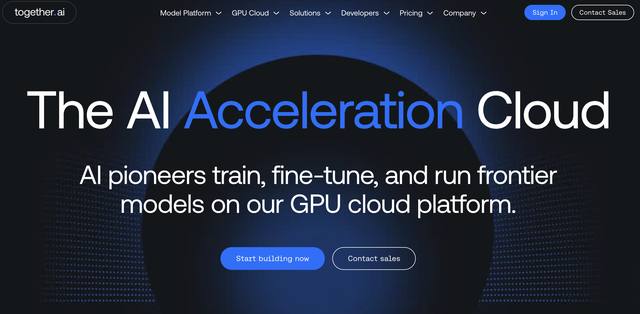 together.ai
Model Platform
GPU Cloud
Solutions
Developers
Pricing
Company
Sign In
Contact Sales
The AI Acceleration Cloud
AI pioneers train, fine-tune, and run frontier
models on our GPU cloud platform.
Start building now
Contact sales